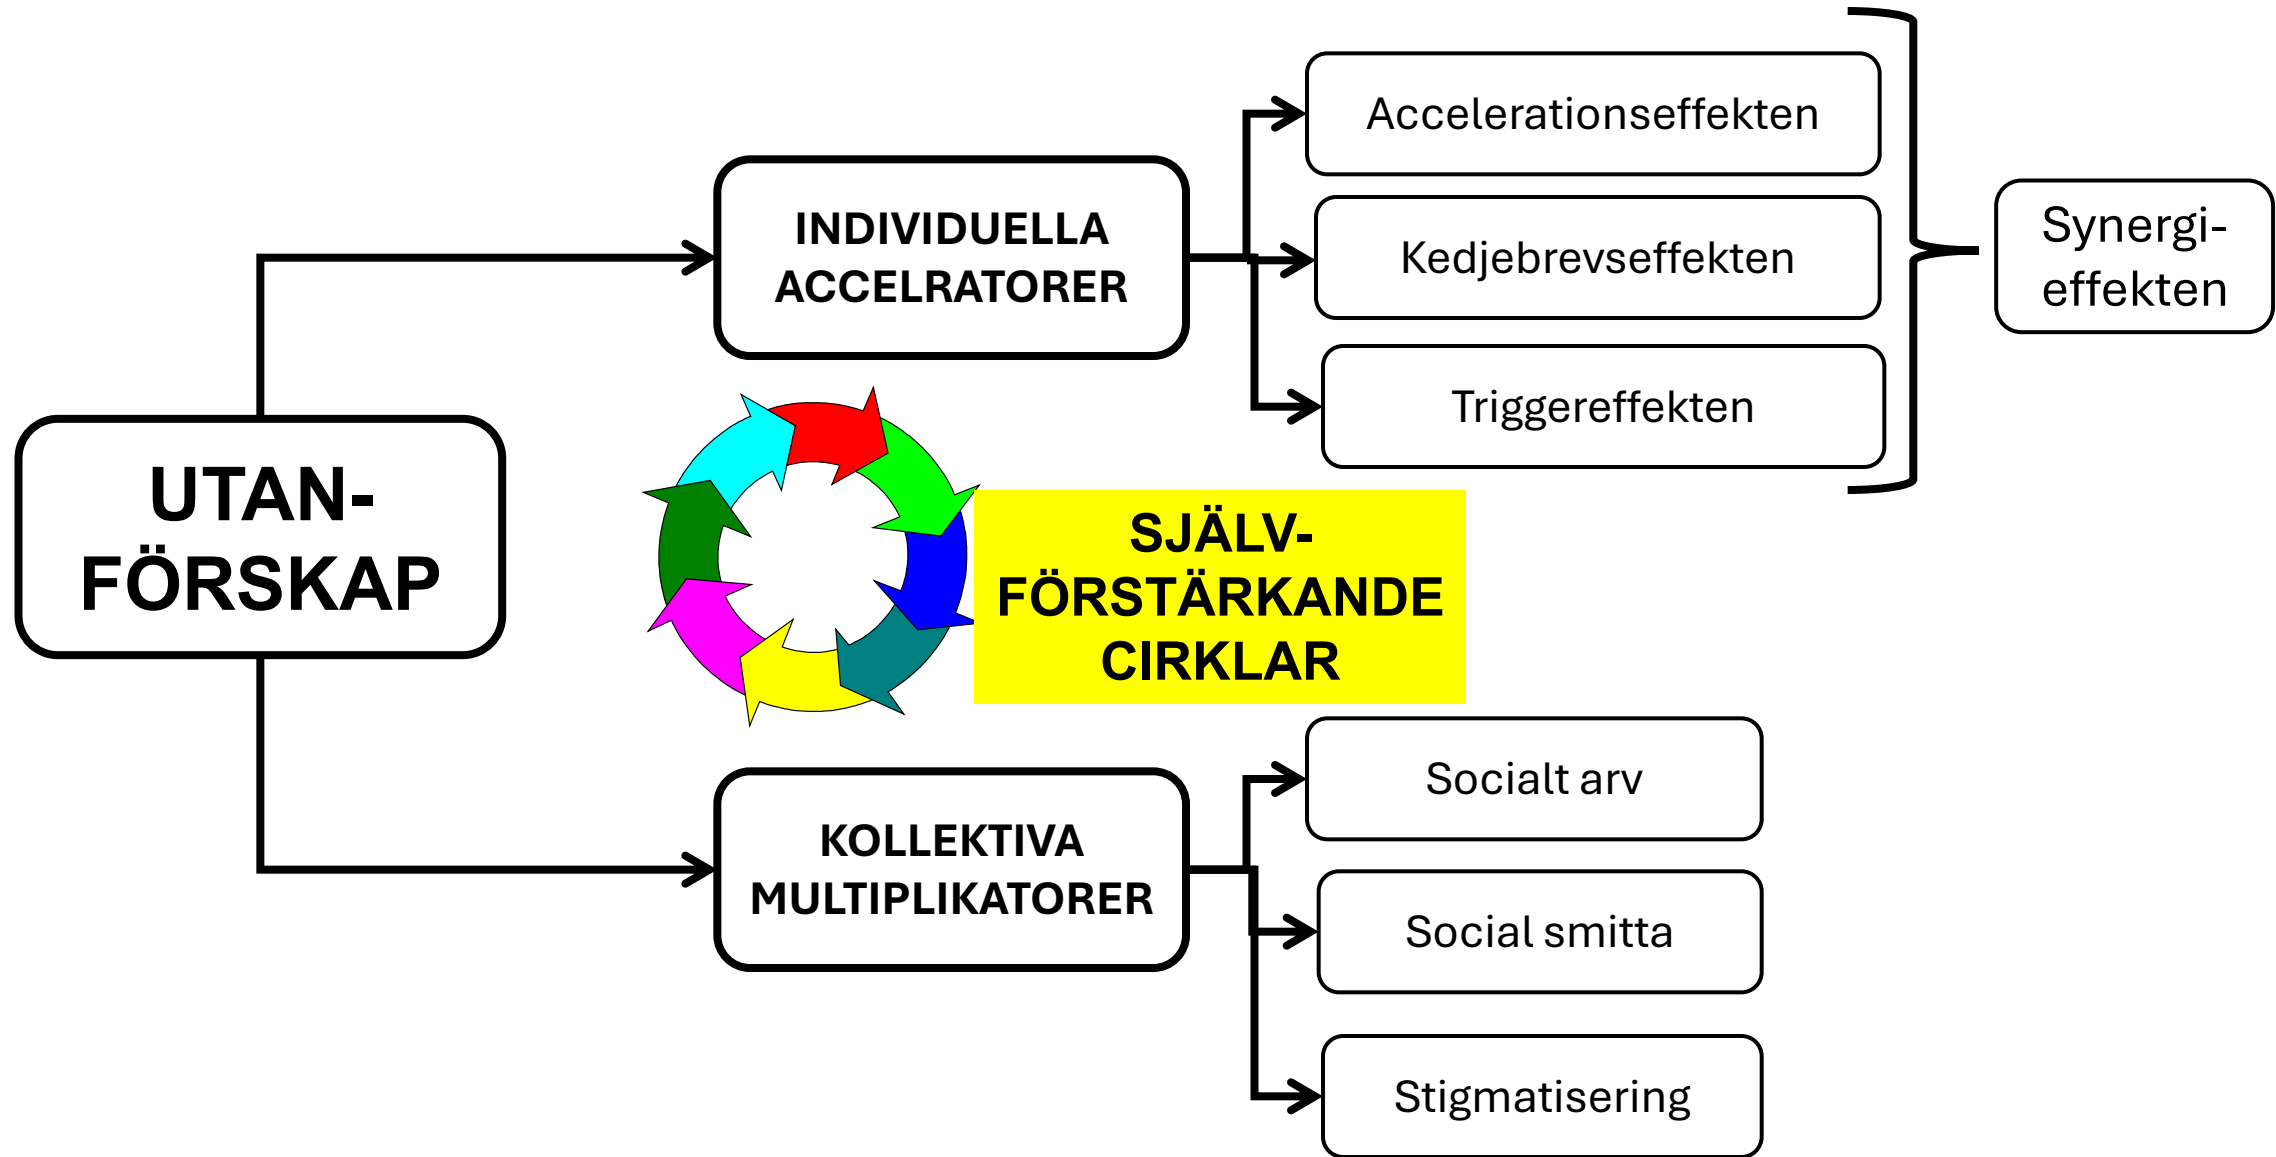 Accelerationseffekten
INDIVIDUELLA
ACCELRATORER
Kedjebrevseffekten
Synergi-
effekten
Triggereffekten
UTAN-
FÖRSKAP
SJÄLV-
FÖRSTÄRKANDE
CIRKLAR
Socialt arv
KOLLEKTIVA
MULTIPLIKATORER
Social smitta
Stigmatisering